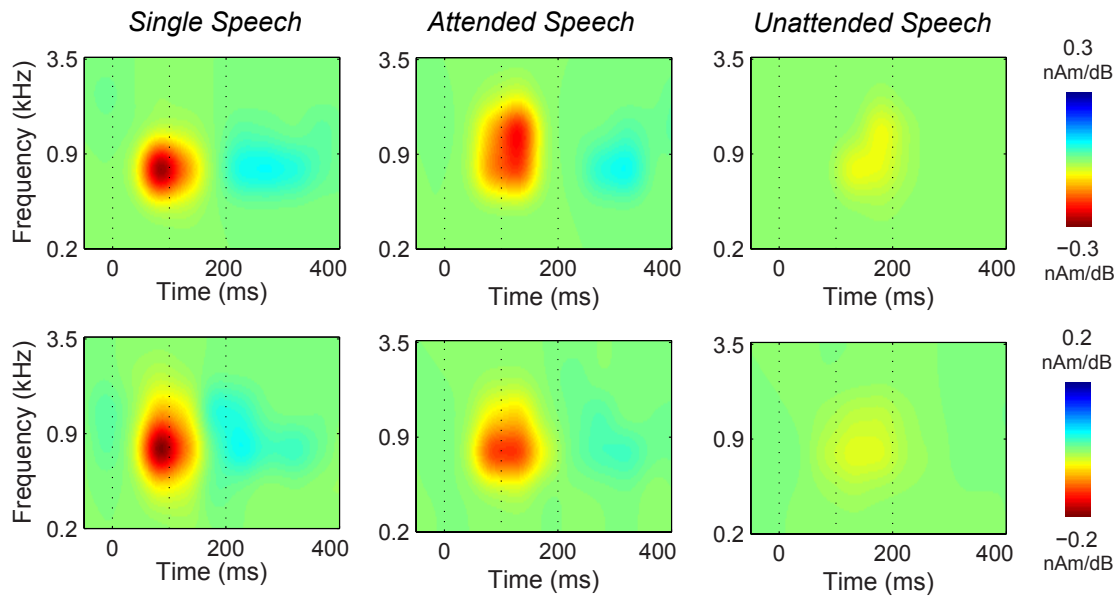 Single Speech
Attended Speech
Unattended Speech
3.5
0.9
0.2
Frequency (kHz)
0
200
400
Time (ms)
3.5
0.9
0.2
0
200
400
Time (ms)
3.5
0.9
0.2
0
200
400
Time (ms)
0.3
nAm/dB
−0.3
nAm/dB
3.5
0.9
0.2
Frequency (kHz)
0
200
400
Time (ms)
3.5
0.9
0.2
0
200
400
Time (ms)
3.5
0.9
0.2
0
200
400
Time (ms)
0.2
nAm/dB
−0.2
nAm/dB